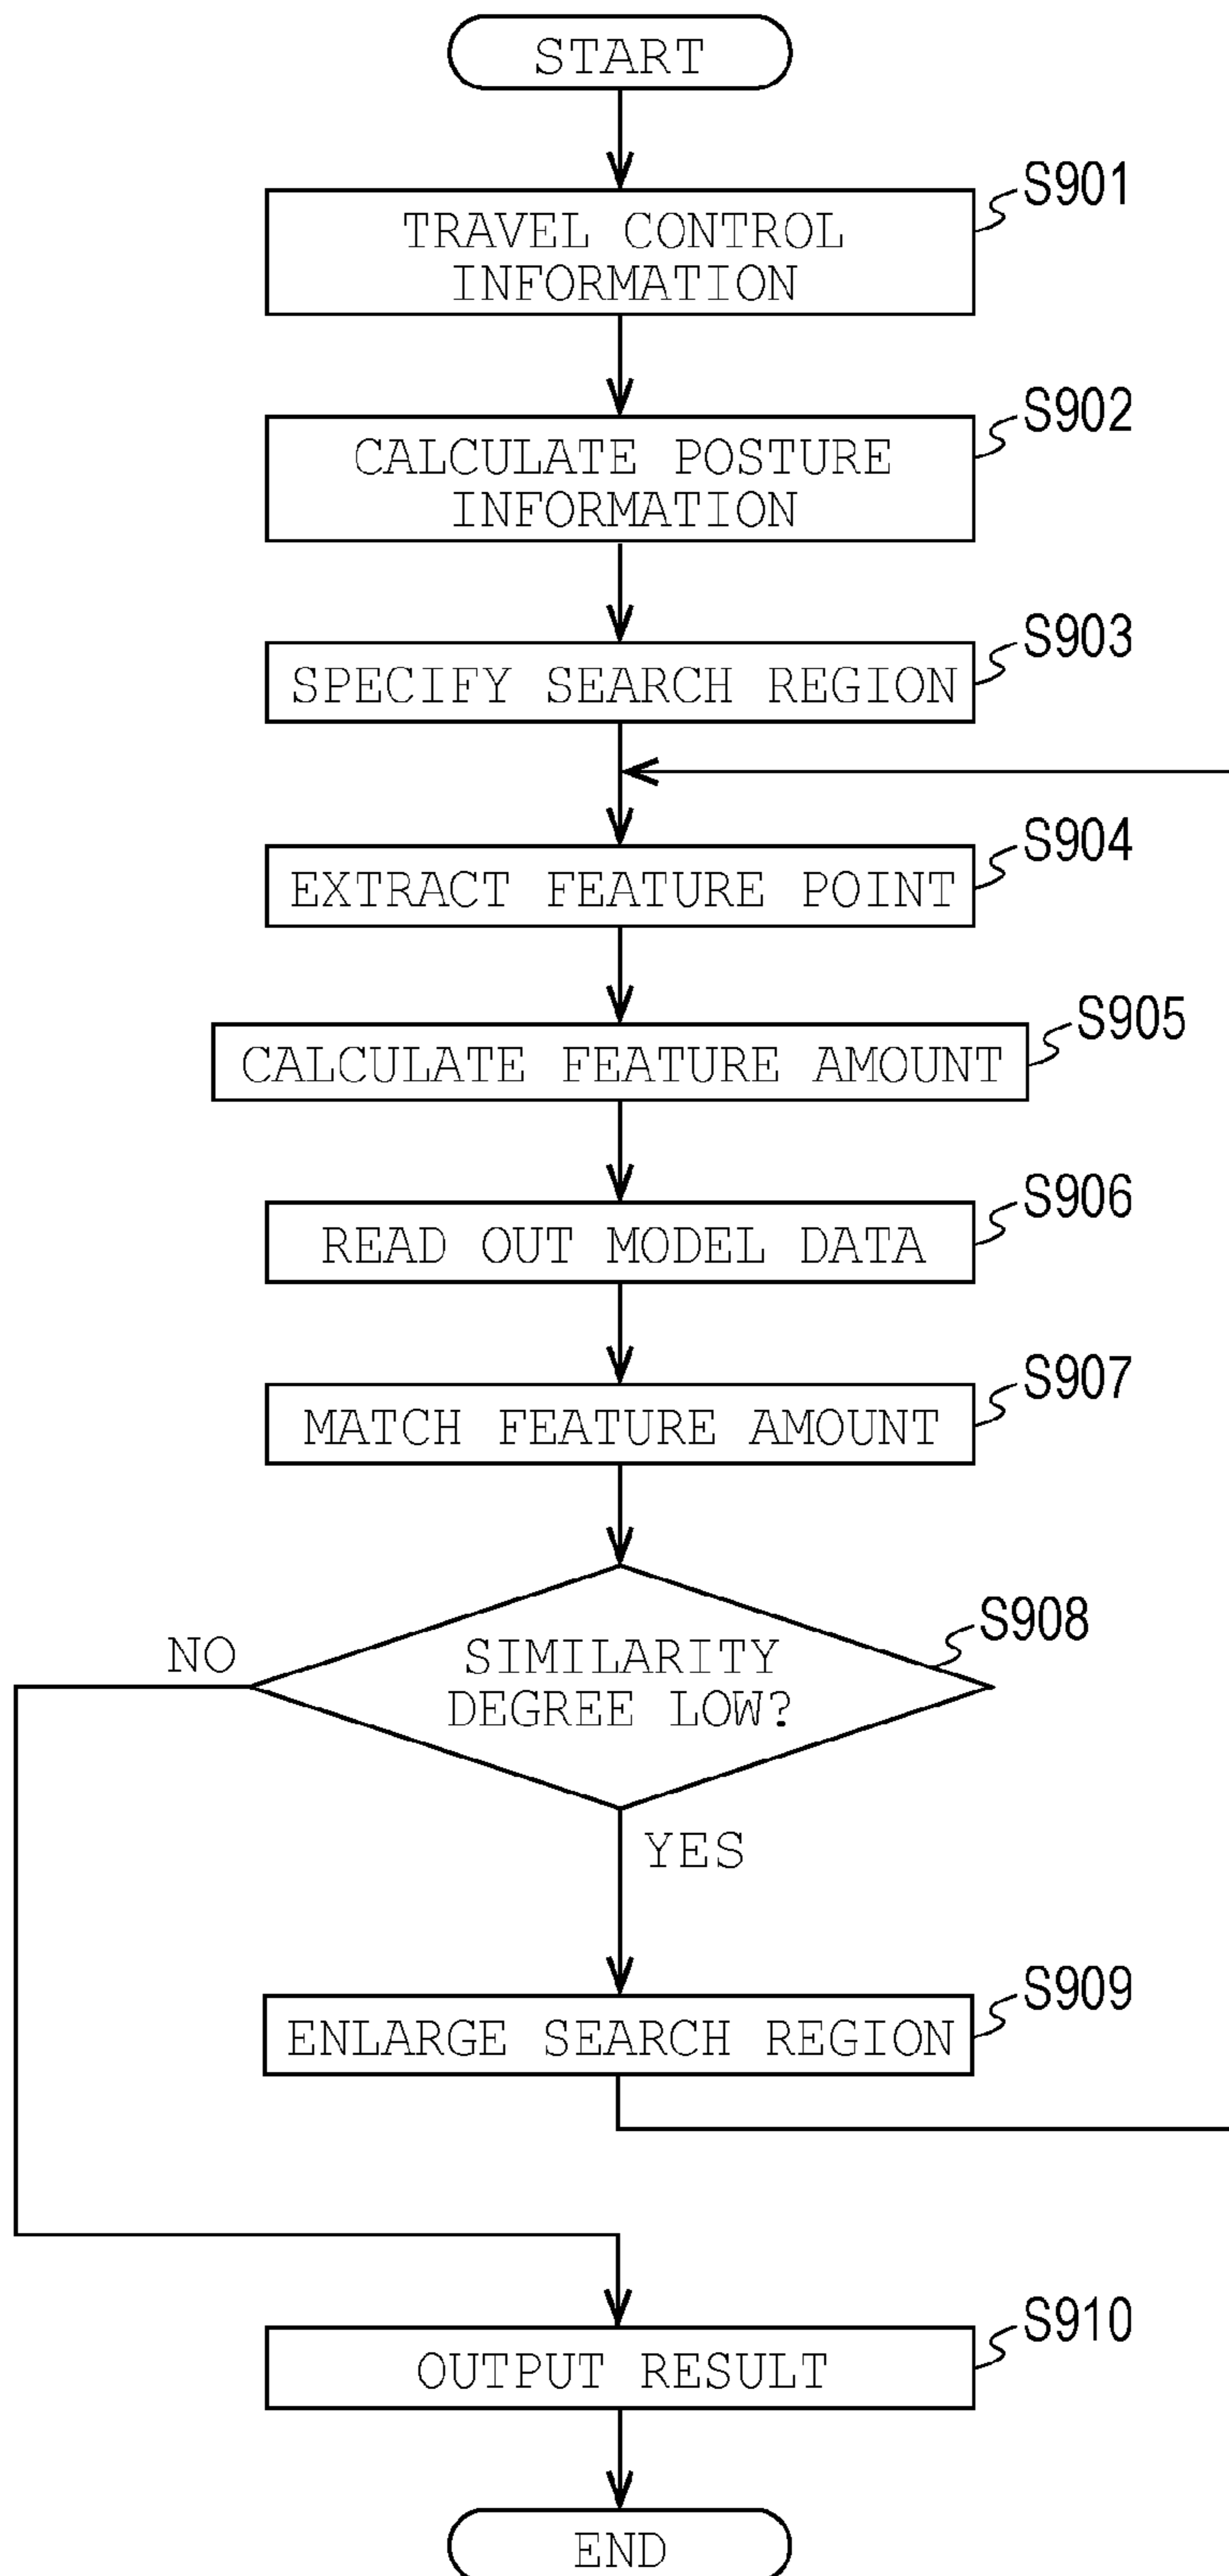 START
S901
TRAVEL CONTROL
INFORMATION
S902
CALCULATE POSTURE
INFORMATION
S903
SPECIFY SEARCH REGION
S904
EXTRACT FEATURE POINT
S905
CALCULATE FEATURE AMOUNT
S906
READ OUT MODEL DATA
S907
MATCH FEATURE AMOUNT
S908
NO
SIMILARITY
DEGREE LOW?
YES
S909
ENLARGE SEARCH REGION
S910
OUTPUT RESULT
END